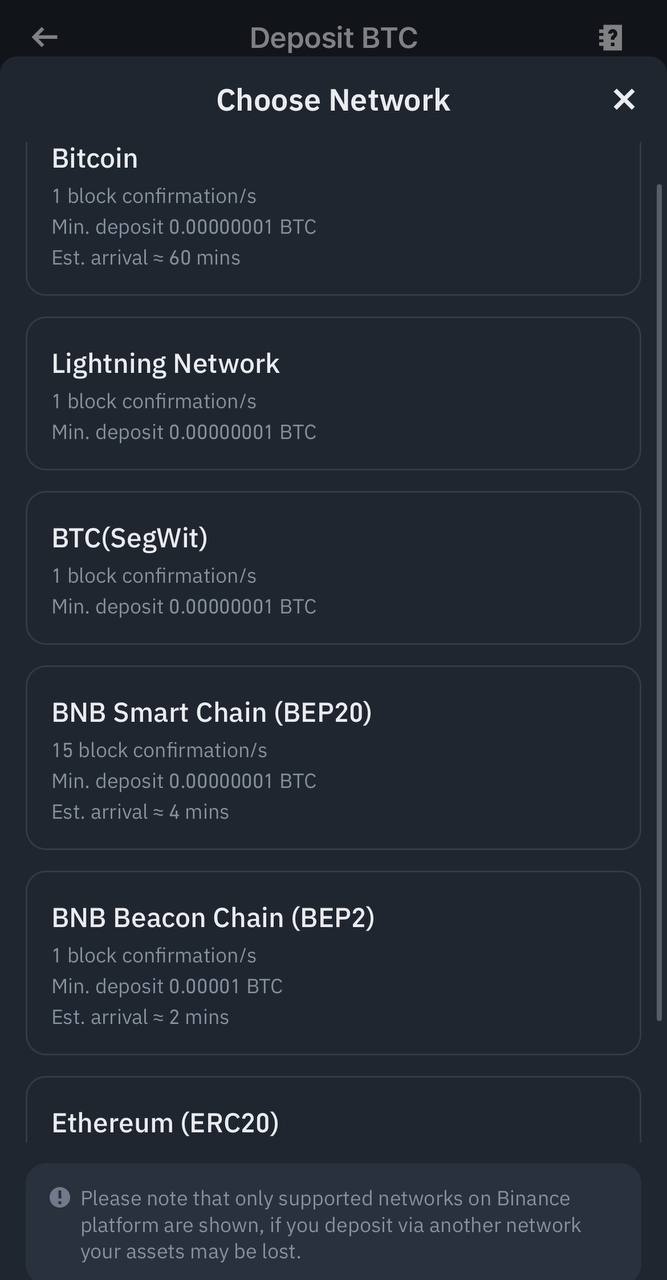 Deposit BTC
Choose Network
Bitcoin
1 block confirmation/s
Min. deposit 0.00000001 BTC
Est. arrival ≈ 60 mins
Lightning Network
1 block confirmation/s
Min. deposit 0.00000001 BTC
BTC(SegWit)
1 block confirmation/s
Min. deposit 0.00000001 BTC
BNB Smart Chain (BEP20)
15 block confirmation/s
Min. deposit 0.00000001 BTC
Est. arrival ≈ 4 mins
BNB Beacon Chain (BEP2)
1 block confirmation/s
Min. deposit 0.00001 BTC
Est. arrival ≈ 2 mins
Ethereum (ERC20)
Please note that only supported networks on Binance
platform are shown, if you deposit via another network
your assets may be lost.